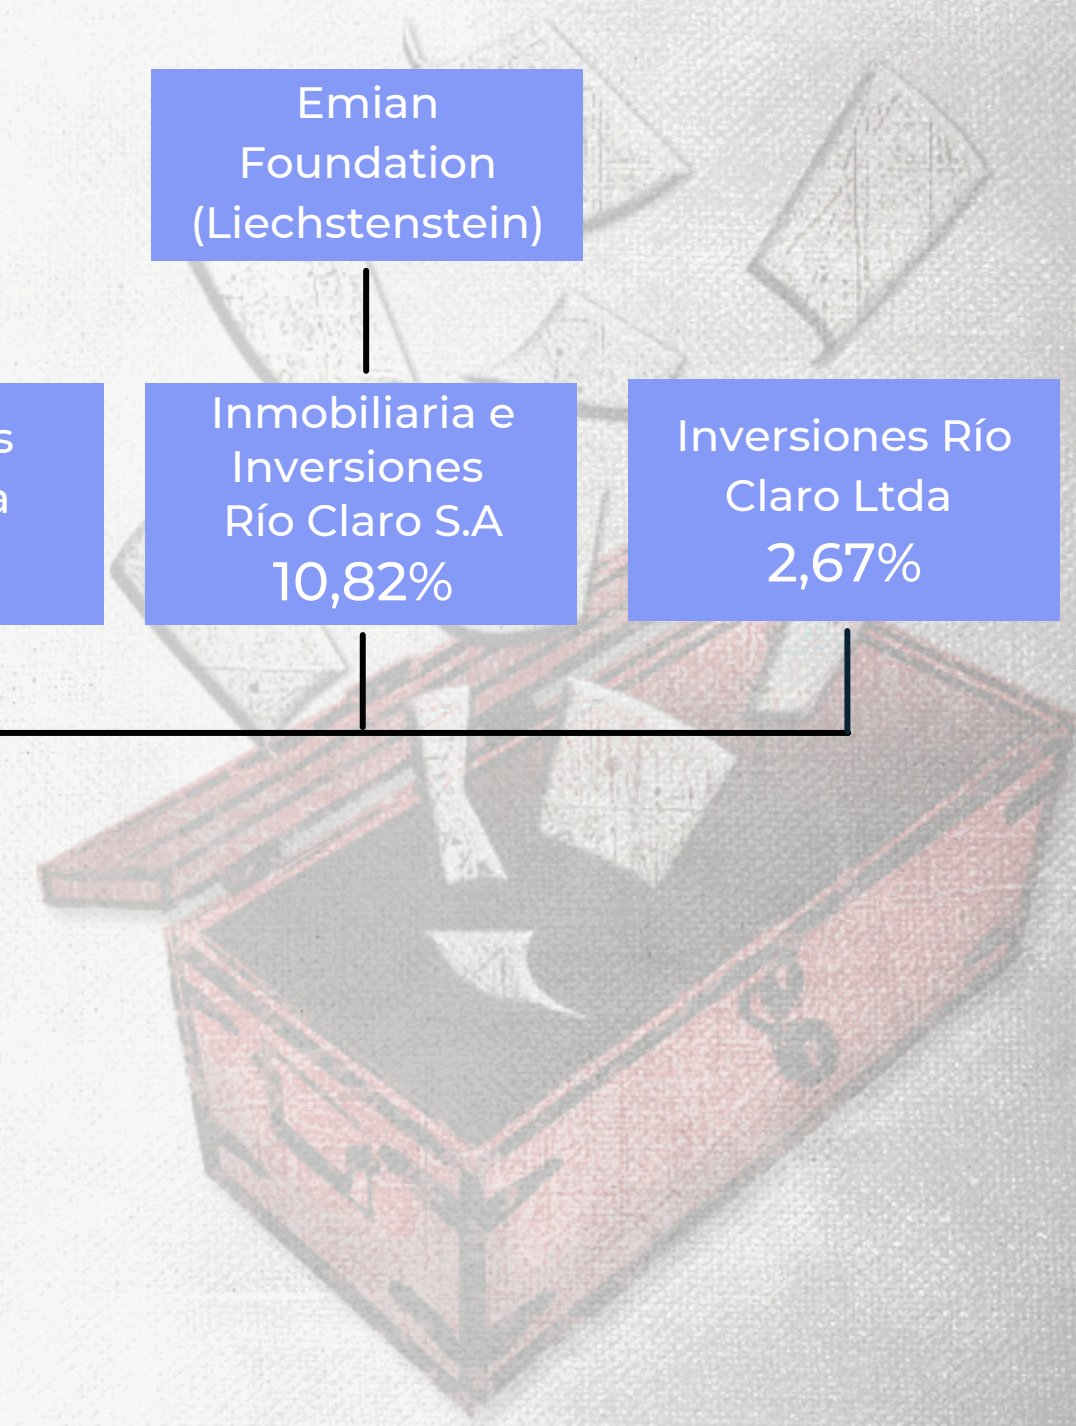 Emian
Foundation
(Liechstenstein)
s
a
Inmobiliaria e
Inversiones
Río Claro S.A
10,82%
Inversiones Río
Claro Ltda
2,67%